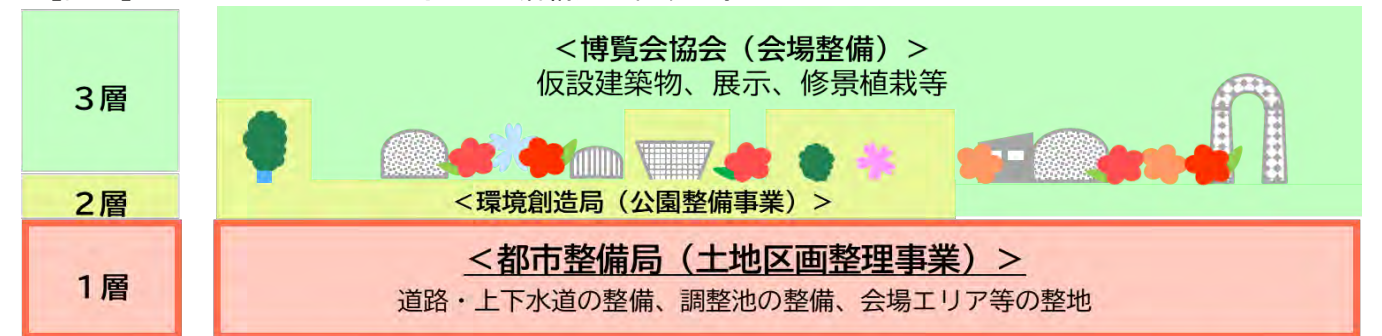 3層
<博覧会協会(会場整備)>
仮設建築物、展示、修景植栽等
2層
<環境創造局(公園整備事業)>
1層
<都市整備局(土地区画整理事業)>
道路・上下水道の整備、調整池の整備、会場エリア等の整地